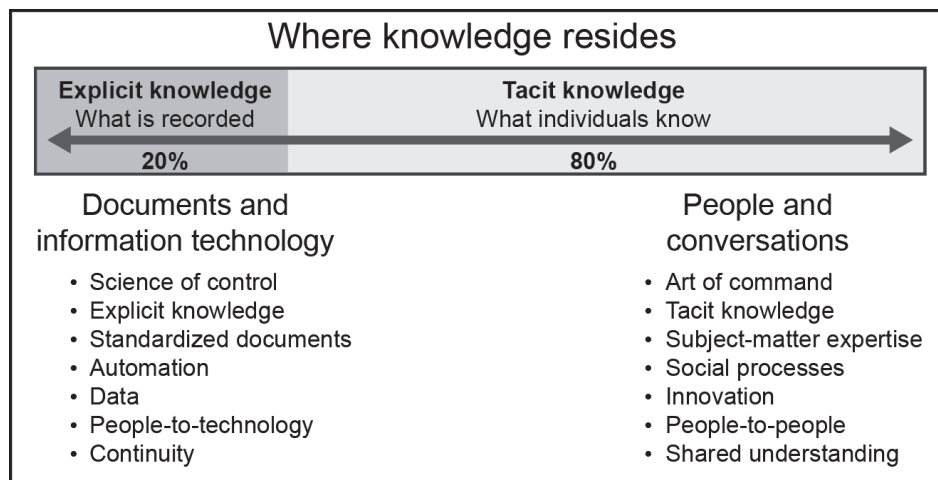 Where knowledge resides
Explicit knowledge
What is recorded
20%
Tacit knowledge
What individuals know
80%
Documents and
information technology
• Science of control
• Explicit knowledge
• Standardized documents
• Automation
• Data
• People-to-technology
• Continuity
People and
conversations
• Art of command
• Tacit knowledge
• Subject-matter expertise
• Social processes
• Innovation
• People-to-people
• Shared understanding